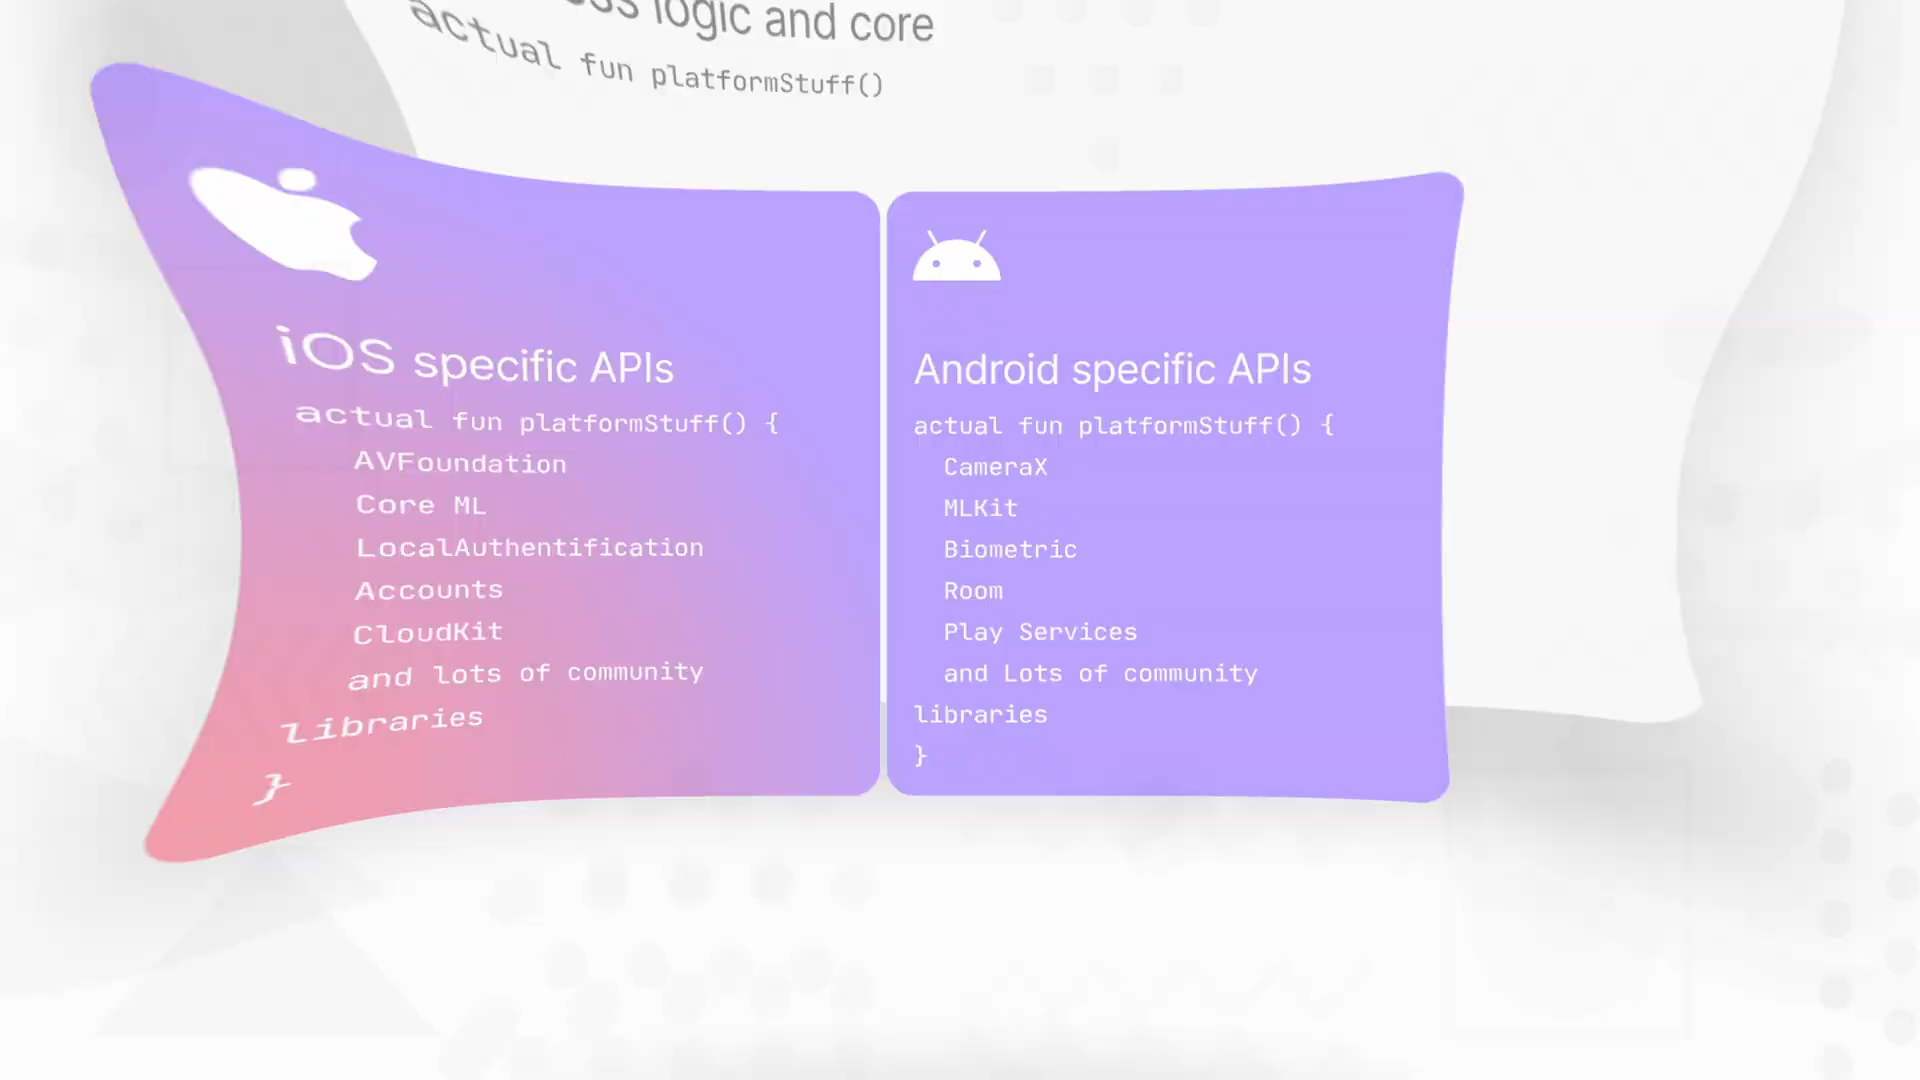 logic and core
actual fun platformStuff()
iOS specific APIs
actual fun platformStuff() {
AVFoundation
Core ML
LocalAuthentification
Accounts
CloudKit
and lots of community
libraries
}
Android specific APIs
actual fun platformStuff() {
CameraX
MLKit
Biometric
Room
Play Services
and Lots of community
libraries
}